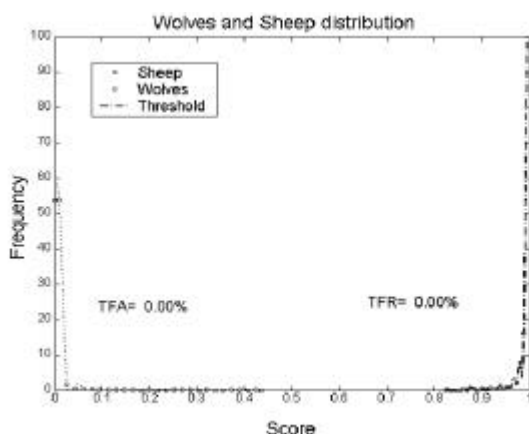 Wolves and Sheep distribution
100
90
80
70
60
50
40
30
20
10
0
Frequency
Sheep
Wolves
Threshold
TFA= 0.00%
TFR= 0.00%
0 0.1 0.2 0.3 0.4 0.5 0.6 0.7 0.8 0.9 1
Score